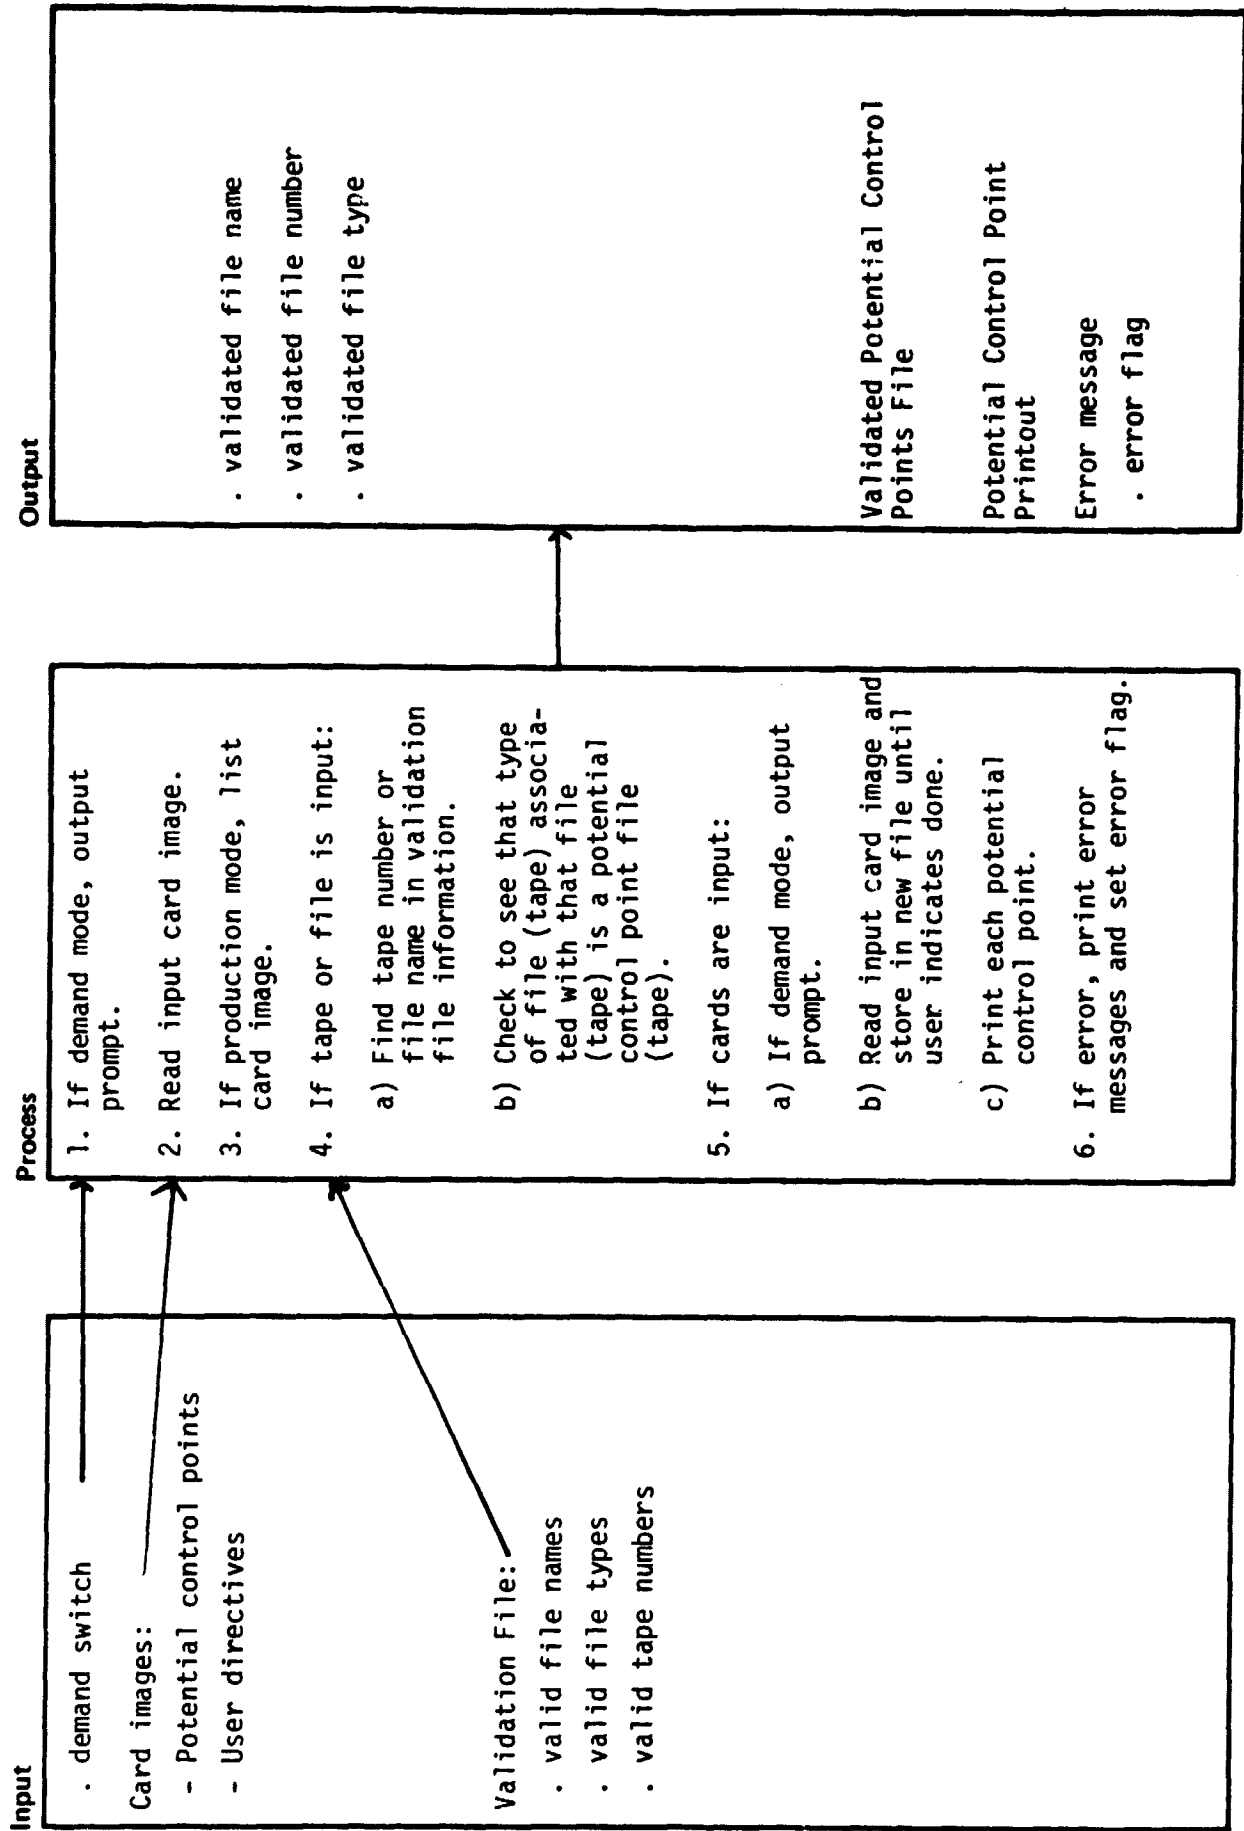 Input
. demand switch
Card images:
- Potential control points
- User directives
Validation File:
. valid file names
. valid file types
. valid tape numbers
Process
1. If demand mode, output
prompt.
2. Read input card image.
3. If production mode, list
card image.
4. If tape or file is input:
a) Find tape number or
file name in validation
file information.
b) Check to see that type
of file (tape) associa-
ted with that file
(tape) is a potential
control point file
(tape).
5. If cards are input:
a) If demand mode, output
prompt.
b) Read input card image and
store in new file until
user indicates done.
c) Print each potential
control point.
6. If error, print error
messages and set error flag.
Output
. validated file name
. validated file number
. validated file type
Validated Potential Control
Points File
Potential Control Point
Printout
Error message
. error flag